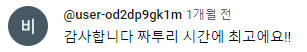 비
@user-od2dp9gk1m 1개월 전
감사합니다 짜투리 시간에 최고에요!!